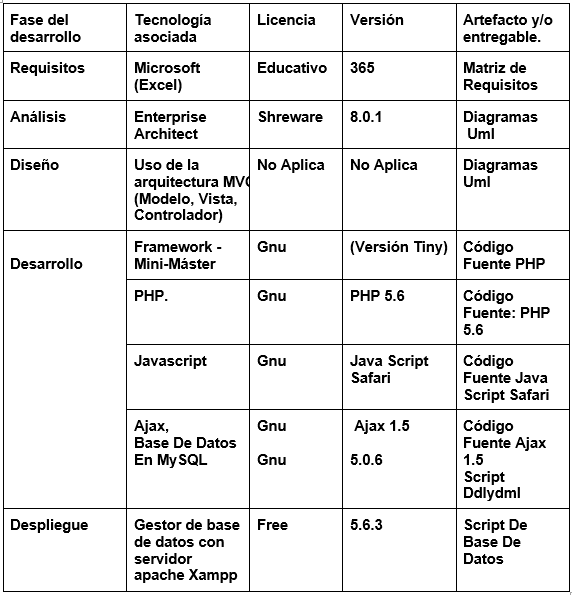 Fase del desarrollo
Tecnología asociada
Licencia
Versión
Artefacto y/o entregable.
Requisitos
Microsoft (Excel)
Educativo
365
Matriz de Requisitos
Análisis
Enterprise Architect
Shreware
8.0.1
Diagramas Uml
Diseño
Uso de la arquitectura MVC (Modelo, Vista, Controlador)
No Aplica
No Aplica
Diagramas Uml
Desarrollo
Framework - Mini-Máster
Gnu
(Versión Tiny)
Código Fuente PHP
PHP.
Gnu
PHP 5.6
Código Fuente: PHP 5.6
Javascript
Gnu
Java Script Safari
Código Fuente Java Script Safari
Ajax, Base De Datos En MySQL
Gnu
Gnu
Ajax 1.5
5.0.6
Código Fuente Ajax 1.5
Script Ddlydml
Despliegue
Gestor de base de datos con servidor apache Xampp
Free
5.6.3
Script De Base De Datos